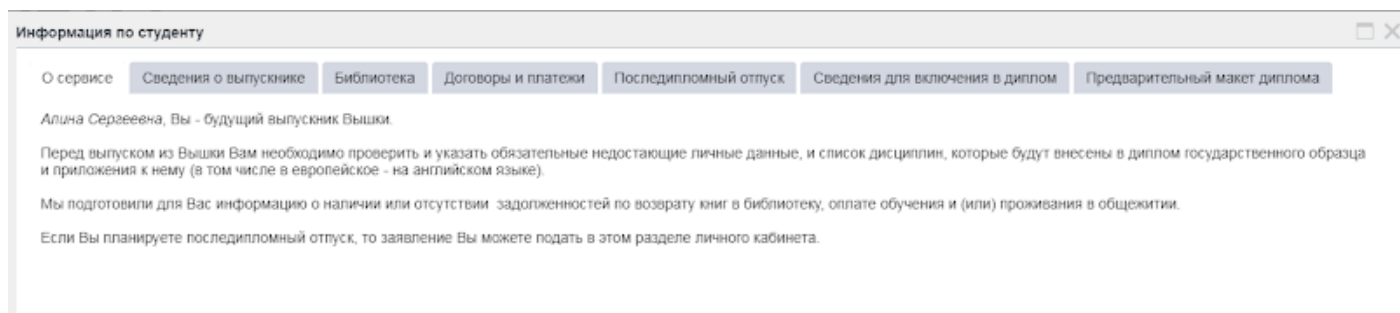 Информация по студенту
О сервисе Сведения о выпускнике Библиотека Договоры и платежи Последипломный отпуск Сведения для включения в диплом Предварительный макет диплома
Алина Сергеевна, Вы - будущий выпускник Вышки.
Перед выпуском из Вышки Вам необходимо проверить и указать обязательные недостающие личные данные, и список дисциплин, которые будут внесены в диплом государственного образца
и приложения к нему (в том числе в европейское - на английском языке).
Мы подготовили для Вас информацию о наличии или отсутствии задолженностей по возврату книг в библиотеку, оплате обучения и (или) проживания в общежитии.
Если Вы планируете последипломный отпуск, то заявление Вы можете подать в этом разделе личного кабинета.